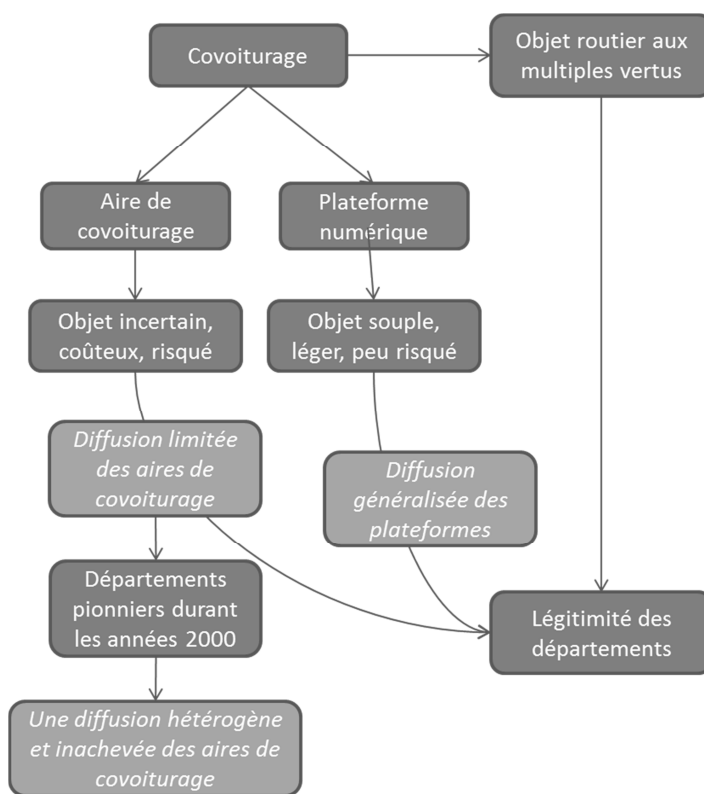 Covoiturage
Objet routier aux
multiples vertus
Aire de
covoiturage
Plateforme
numérique
Objet incertain,
coûteux, risqué
Objet souple,
léger, peu risqué
Diffusion limitée
des aires de
covoiturage
Diffusion
généralisée des
plateformes
Départements
pionniers durant
les années 2000
Légitimité des
départements
Une diffusion hétérogène
et inachevée des aires de
covoiturage